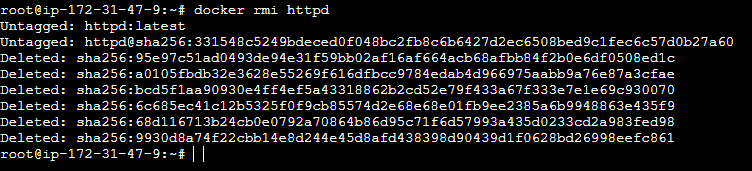 root@ip-172-31-47-9:~# docker rmi httpd
Untagged: httpd:latest
Untagged: httpd@sha256:331548c5249bdeced0f048bc2fb8c6b6427d2ec6508bed9c1fec6c57d0b27a60
Deleted: sha256:95e97c51ad0493de94e31f59bb02af16af664acb68afbb84f2b0e6df0508ed1c
Deleted: sha256:a0105fbdb32e3628e55269f616dfbcc9784edab4d966975aabb9a76e87a3cfae
Deleted: sha256:bcd5f1aa90930e4ff4ef5a43318862b2cd52e79f433a67f333e7e1e69c930070
Deleted: sha256:6c685ec41c12b5325f0f9cb85574d2e68e68e01fb9ee2385a6b9948863e435f9
Deleted: sha256:68d116713b24cb0e0792a70864b86d95c71f6d57993a435d0233cd2a983fed98
Deleted: sha256:9930d8a74f22cbb14e8d244e45d8afd438398d90439d1f0628bd26998eefc861
root@ip-172-31-47-9:~#